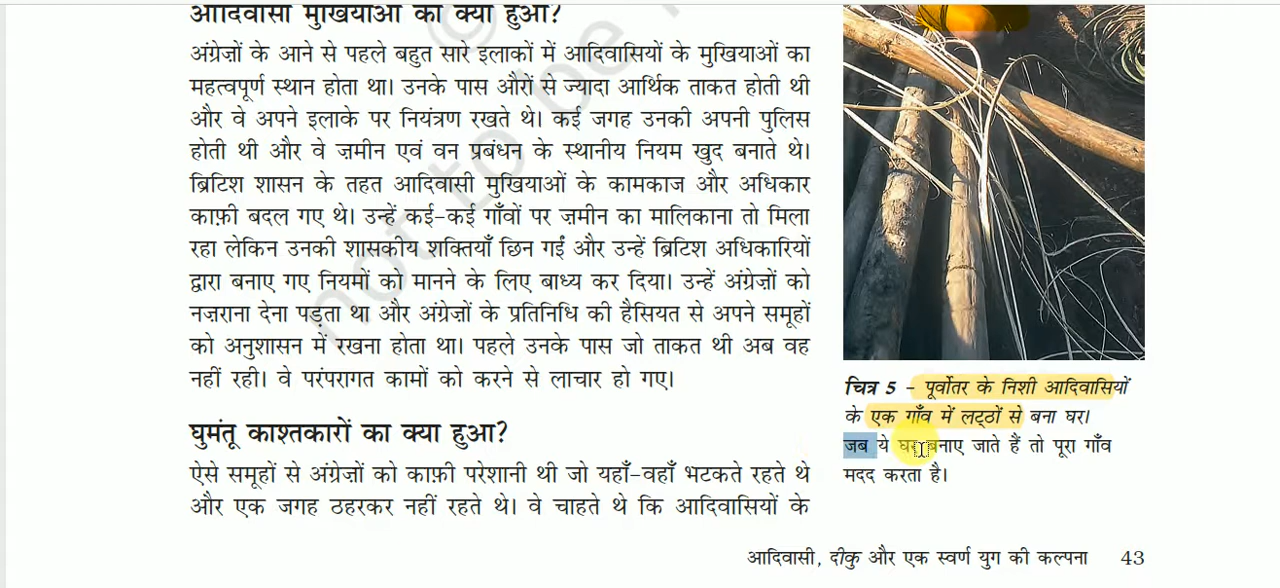 आदिवासी मुखियाओं का क्या हुआ?
अंग्रेज़ों के आने से पहले बहुत सारे इलाकों में आदिवासियों के मुखियाओं का
महत्वपूर्ण स्थान होता था। उनके पास औरों से ज्यादा आर्थिक ताकत होती थी
और वे अपने इलाके पर नियंत्रण रखते थे। कई जगह उनकी अपनी पुलिस
होती थी और वे ज़मीन एवं वन प्रबंधन के स्थानीय नियम खुद बनाते थे।
ब्रिटिश शासन के तहत आदिवासी मुखियाओं के कामकाज और अधिकार
काफ़ी बदल गए थे। उन्हें कई-कई गाँवों पर ज़मीन का मालिकाना तो मिला
रहा लेकिन उनकी शासकीय शक्तियाँ छिन गईं और उन्हें ब्रिटिश अधिकारियों
द्वारा बनाए गए नियमों को मानने के लिए बाध्य कर दिया। उन्हें अंग्रेज़ों को
नज़राना देना पड़ता था और अंग्रेज़ों के प्रतिनिधि की हैसियत से अपने समूहों
को अनुशासन में रखना होता था। पहले उनके पास जो ताकत थी अब वह
नहीं रही। वे परंपरागत कामों को करने से लाचार हो गए।
घुमंतू काश्तकारों का क्या हुआ?
ऐसे समूहों से अंग्रेज़ों को काफ़ी परेशानी थी जो यहाँ-वहाँ भटकते रहते थे
और एक जगह ठहरकर नहीं रहते थे। वे चाहते थे कि आदिवासियों के
चित्र 5 – पूर्वोतर के निशी आदिवासियों
के एक गाँव में लट्ठों से बना घर।
जब ये घर बनाए जाते हैं तो पूरा गाँव
मदद करता है।
आदिवासी, दीकु और एक स्वर्ण युग की कल्पना 43
© not to be